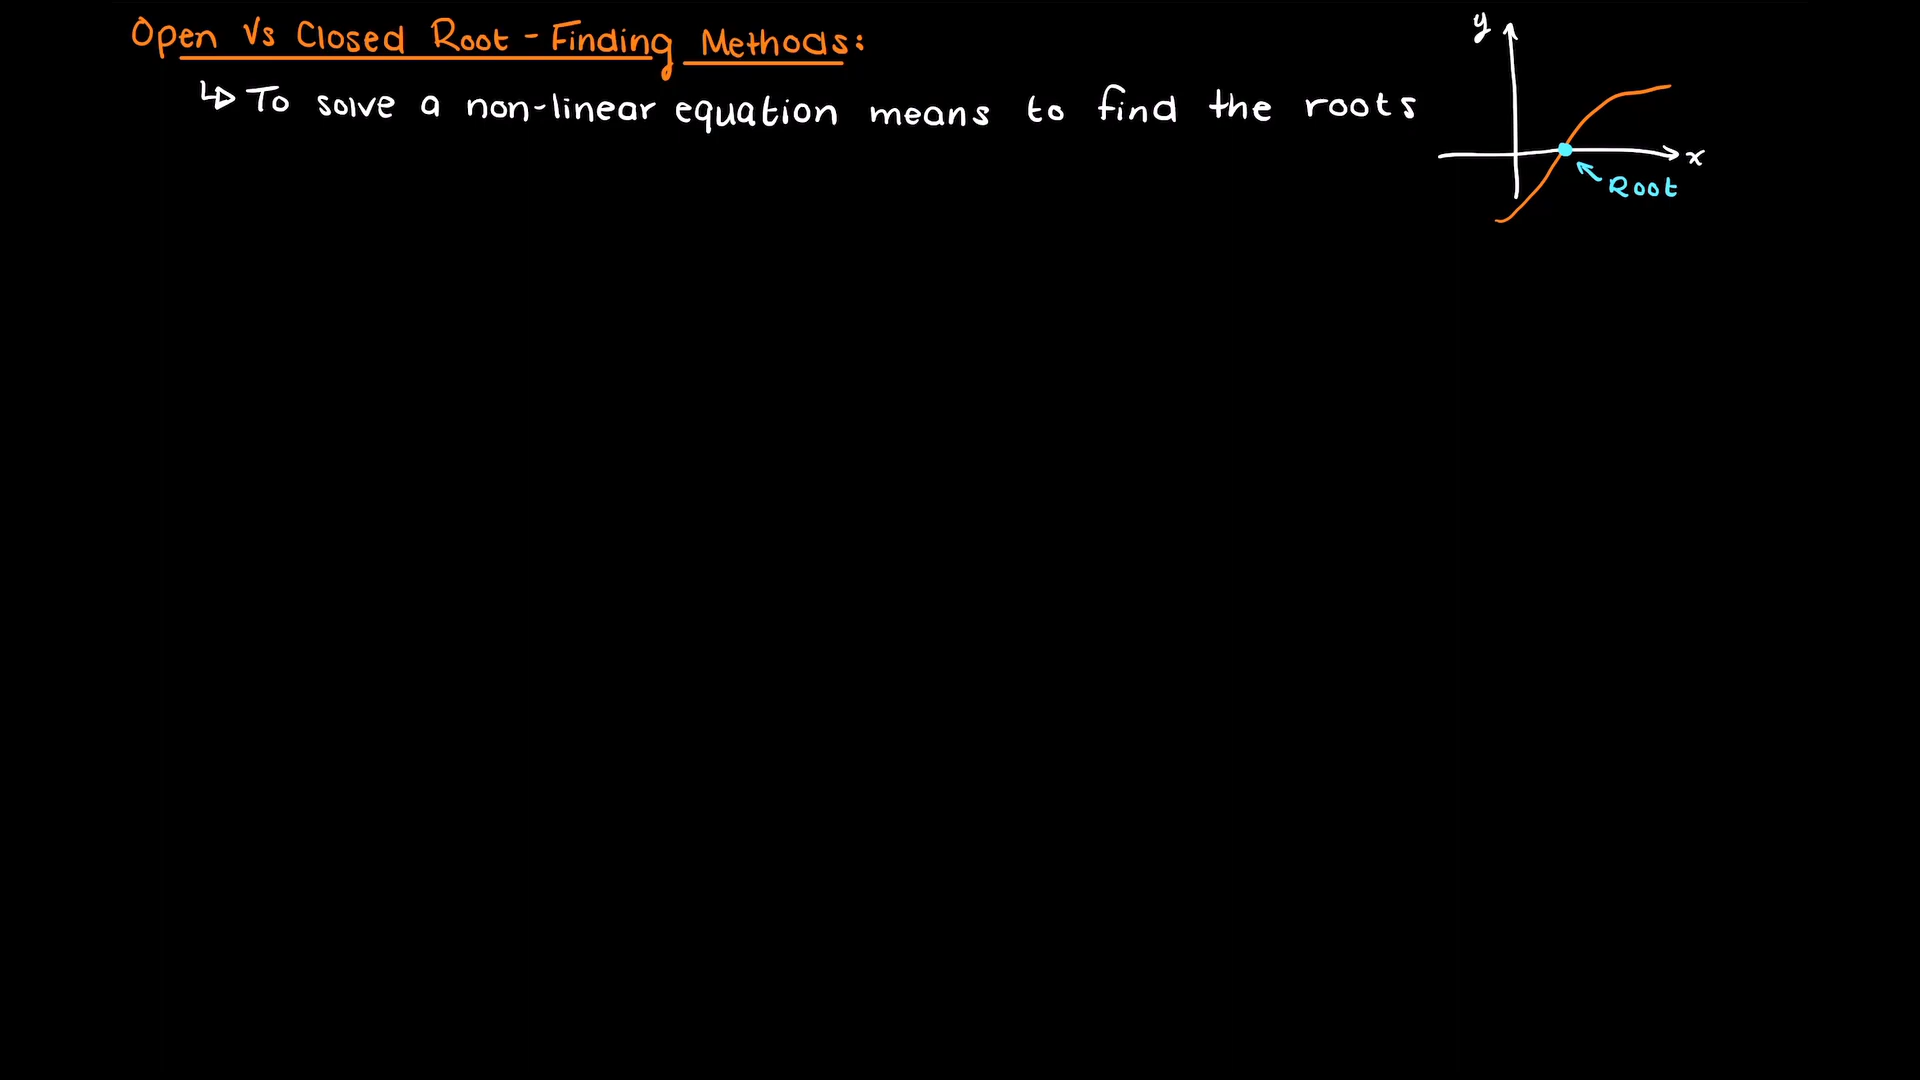 Open Vs Closed Root - Finding Methods:
↳ To solve a non-linear equation means to find the roots
y
x
Root